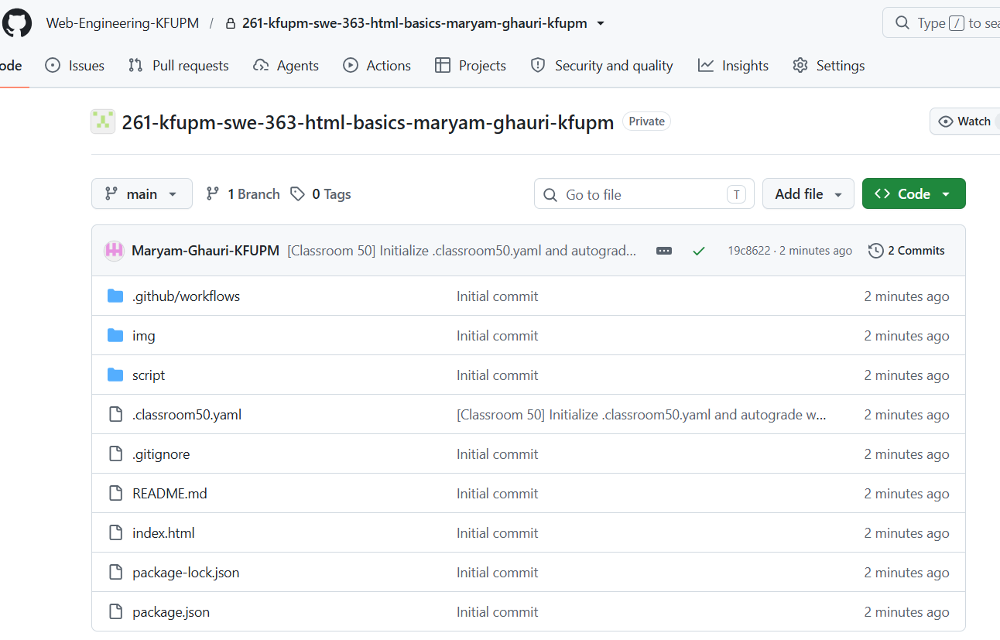 Web-Engineering-KFUPM / 261-kfupm-swe-363-html-basics-maryam-ghauri-kfupm
Type / to sea
ode Issues Pull requests Agents Actions Projects Security and quality Insights Settings
261-kfupm-swe-363-html-basics-maryam-ghauri-kfupm Private Watch
main 1 Branch 0 Tags Go to file T Add file Code
Maryam-Ghauri-KFUPM [Classroom 50] Initialize .classroom50.yaml and autograd... 19c8622 · 2 minutes ago 2 Commits
.github/workflows Initial commit 2 minutes ago
img Initial commit 2 minutes ago
script Initial commit 2 minutes ago
.classroom50.yaml [Classroom 50] Initialize .classroom50.yaml and autograde w... 2 minutes ago
.gitignore Initial commit 2 minutes ago
README.md Initial commit 2 minutes ago
index.html Initial commit 2 minutes ago
package-lock.json Initial commit 2 minutes ago
package.json Initial commit 2 minutes ago